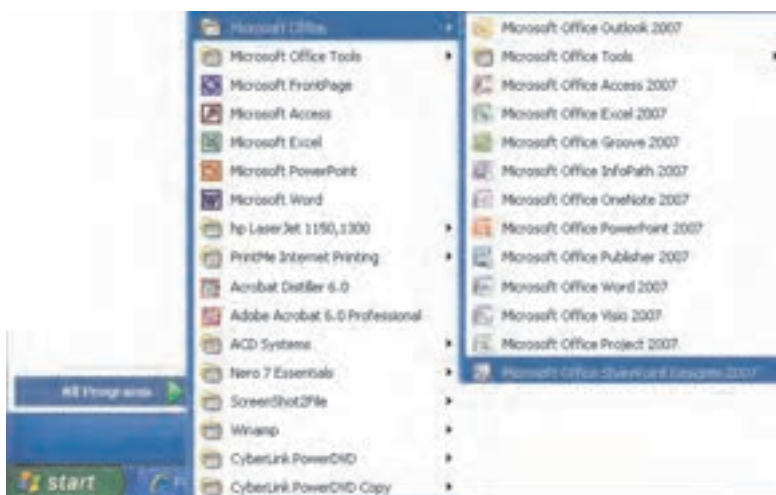 Microsoft Office
Microsoft Office Tools
Microsoft FrontPage
Microsoft Access
Microsoft Excel
Microsoft PowerPoint
Microsoft Word
hp LaserJet 1150,1300
PrintMe Internet Printing
Acrobat Distiller 6.0
Adobe Acrobat 6.0 Professional
ACD Systems
Nero 7 Essentials
ScreenShot2File
Winamp
CyberLink PowerDVD
CyberLink PowerDVD Copy
Microsoft Office Outlook 2007
Microsoft Office Tools
Microsoft Office Access 2007
Microsoft Office Excel 2007
Microsoft Office Groove 2007
Microsoft Office InfoPath 2007
Microsoft Office OneNote 2007
Microsoft Office PowerPoint 2007
Microsoft Office Publisher 2007
Microsoft Office Word 2007
Microsoft Office Visio 2007
Microsoft Office Project 2007
Microsoft Office SharePoint Designer 2007
All Programs
start